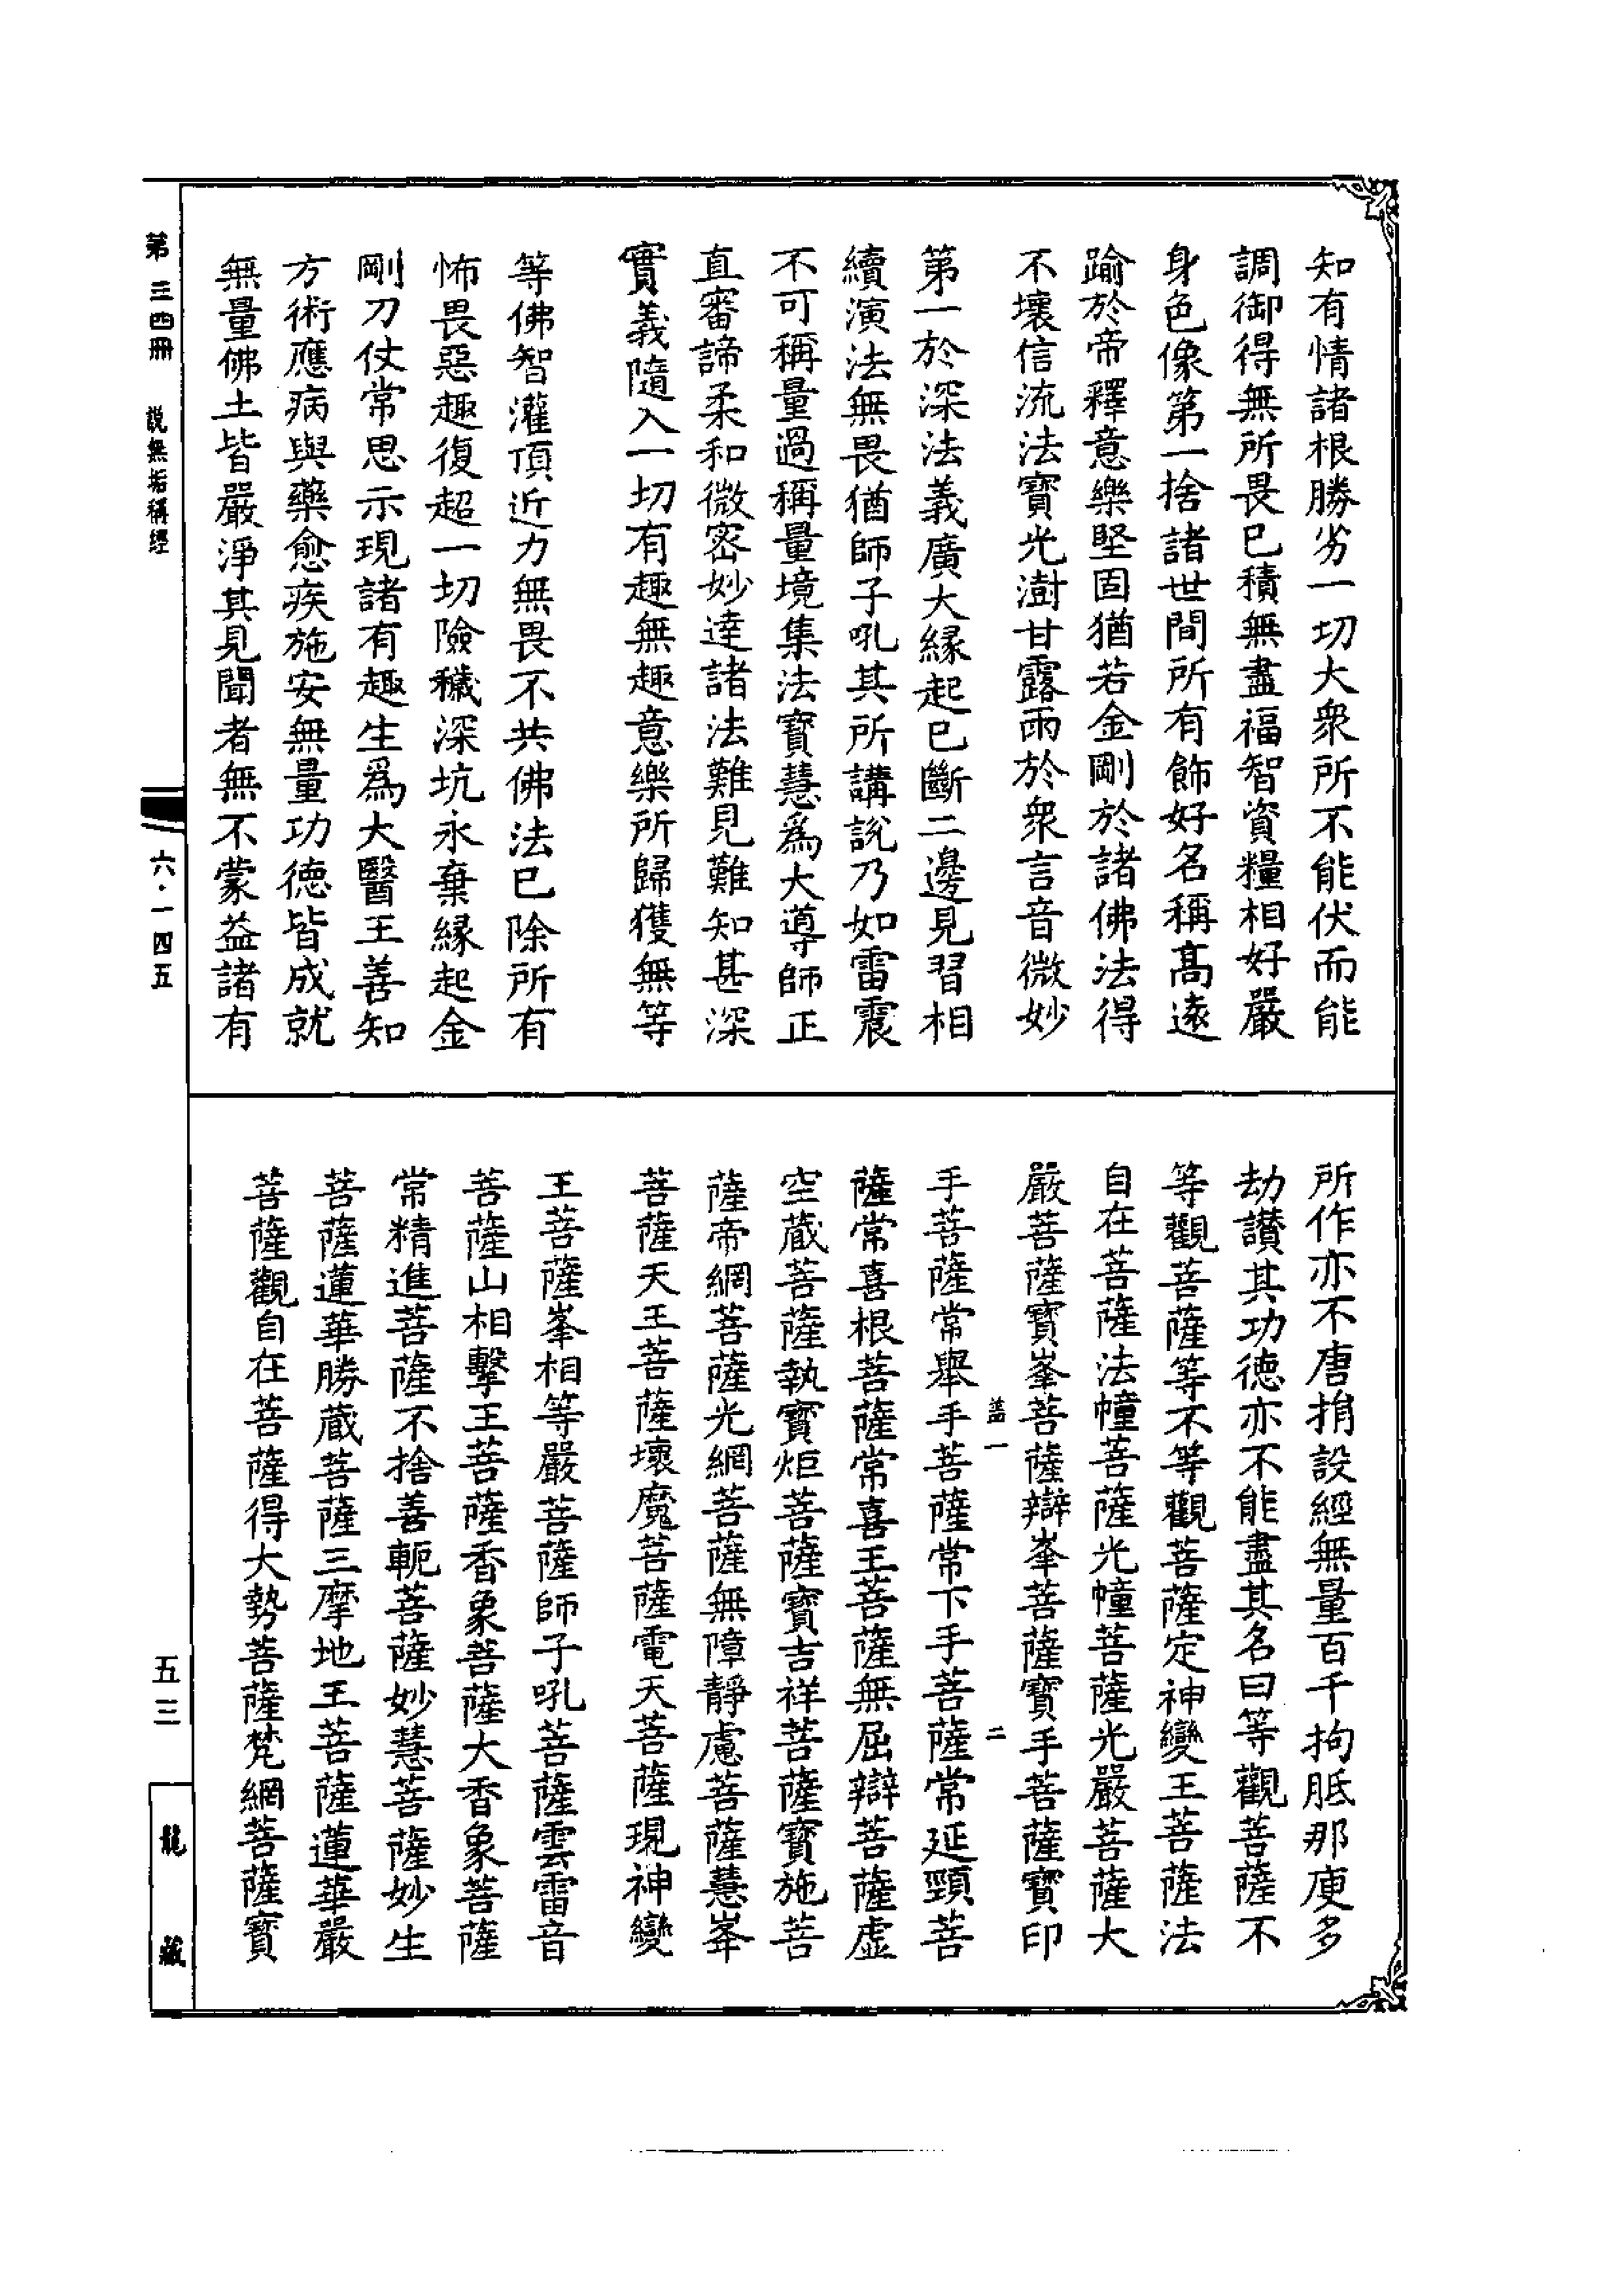 知有情諸根勝劣一切大衆所不能伏而能
調御得無所畏已積無盡福智資糧相好嚴
身色像第一捨諸世間所有飾好名稱高遠
踰於帝釋意樂堅固猶若金剛於諸佛法得
不壞信流法寶光澍甘露雨於衆言音微妙
第一於深法義廣大緣起已斷二邊見習相
續演法無畏猶師子吼其所講說乃如雷震
不可稱量過稱量境集法寶慧爲大導師正
直審諦柔和微密妙達諸法難見難知甚深
實義隨入一切有趣無趣意樂所歸獲無等
等佛智灌頂近力無畏不共佛法已除所有
怖畏惡趣復超一切險穢深坑永棄緣起金
剛刀仗常思示現諸有趣生爲大醫王善知
方術應病與藥愈疾施安無量功德皆成就
無量佛土皆嚴淨其見聞者無不蒙益諸有
所作亦不唐捐設經無量百千拘胝那庾多
劫讚其功德亦不能盡其名曰等觀菩薩不
等觀菩薩等不等觀菩薩定神變王菩薩法
自在菩薩法幢菩薩光幢菩薩光嚴菩薩大
嚴菩薩寶峯菩薩辯峯菩薩寶手菩薩寶印
蓋一 二
手菩薩常舉手菩薩常下手菩薩常延頸菩
薩常喜根菩薩常喜王菩薩無屈辯菩薩虛
空藏菩薩執寶炬菩薩寶吉祥菩薩寶施菩
薩帝網菩薩光網菩薩無障靜慮菩薩慧峯
菩薩天王菩薩壞魔菩薩電天菩薩現神變
王菩薩峯相等嚴菩薩師子吼菩薩雲雷音
菩薩山相擊王菩薩香象菩薩大香象菩薩
常精進菩薩不捨善軛菩薩妙慧菩薩妙生
菩薩蓮華勝藏菩薩三摩地王菩薩蓮華嚴
菩薩觀自在菩薩得大勢菩薩梵網菩薩寶
第三四冊 說無垢稱經
六·一四五
五三
龍藏